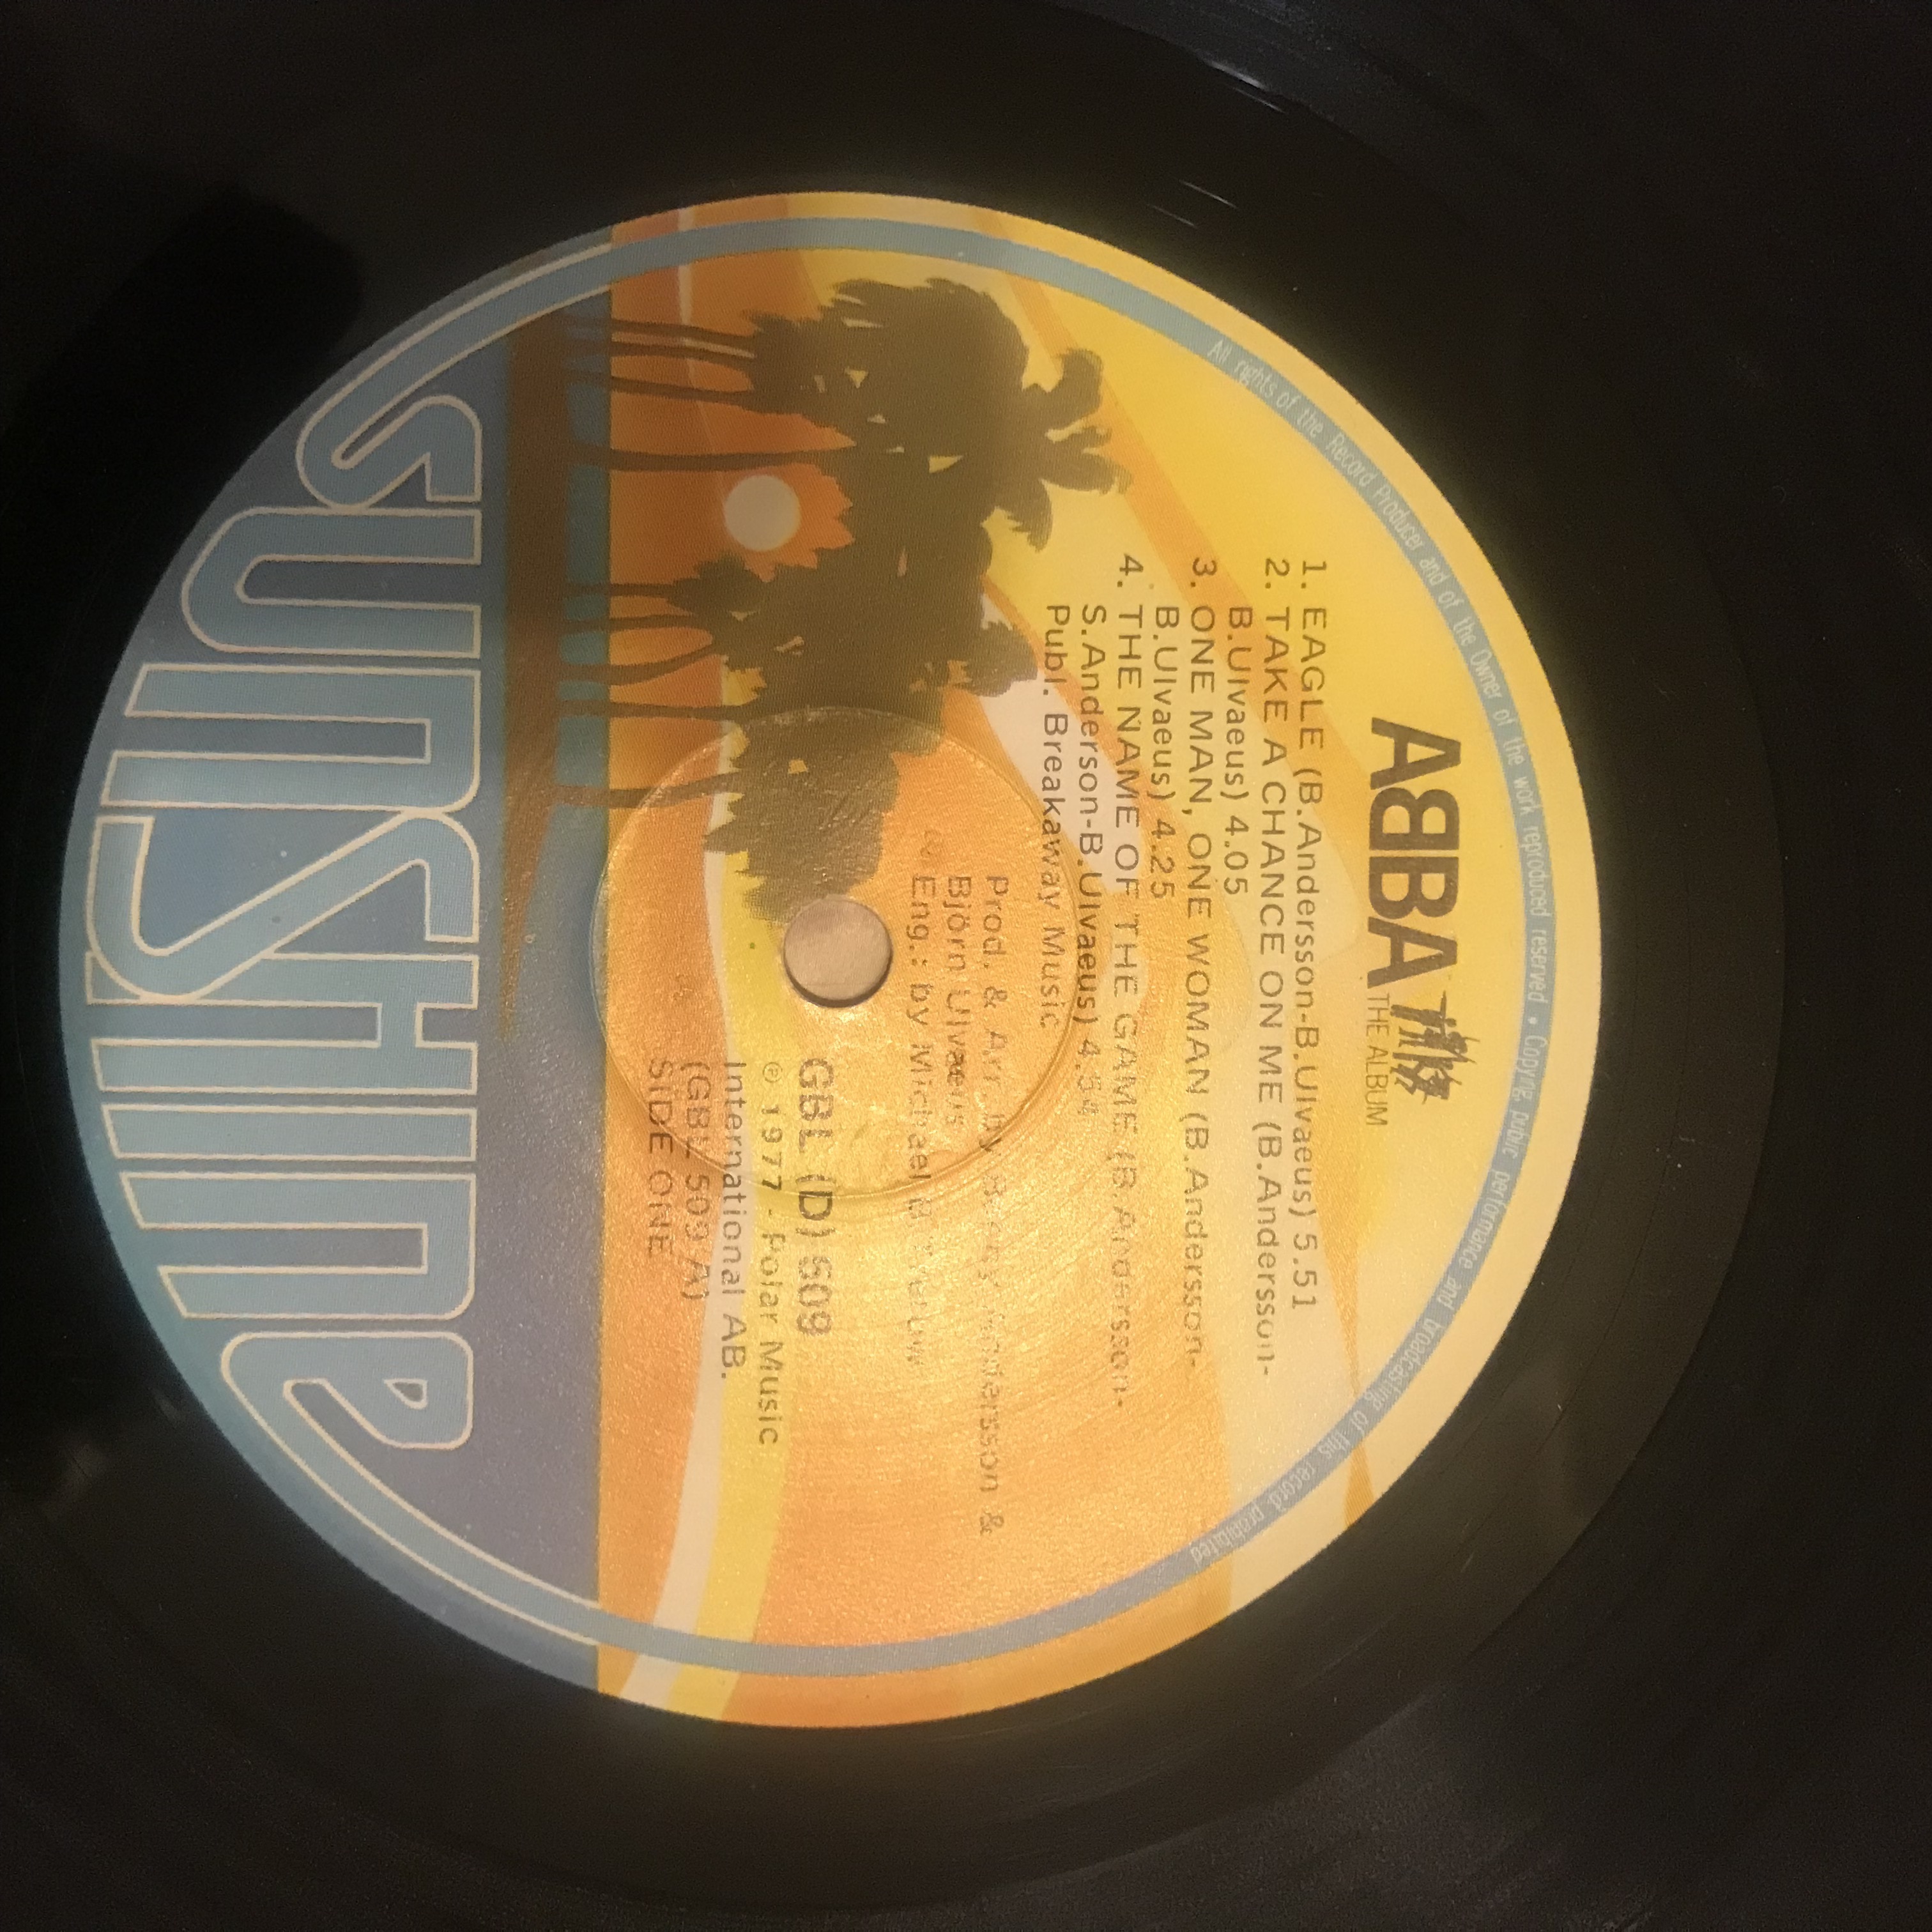 All rights of the Record Producer and of the Owner of the work reproduced reserved • Copying public performance and broadcasting of this record prohibited
ABBA
THE ALBUM
1. EAGLE (B.Andersson-B.Ulvaeus) 5.51
2. TAKE A CHANCE ON ME (B.Andersson-
B.Ulvaeus) 4.05
3. ONE MAN, ONE WOMAN (B.Andersson-
B.Ulvaeus) 4.25
4. THE NAME OF THE GAME (B.Andersson-
S.Anderson-B.Ulvaeus) 4.54
Publ. Breakaway Music
Prod. & Arr. by Benny Andersson &
Björn Ulvaeus
Eng.: by Michael B. Tretow
GBL (D) 509
℗ 1977 - Polar Music
International AB.
(GBL 509 A)
SIDE ONE
SUNSHINE